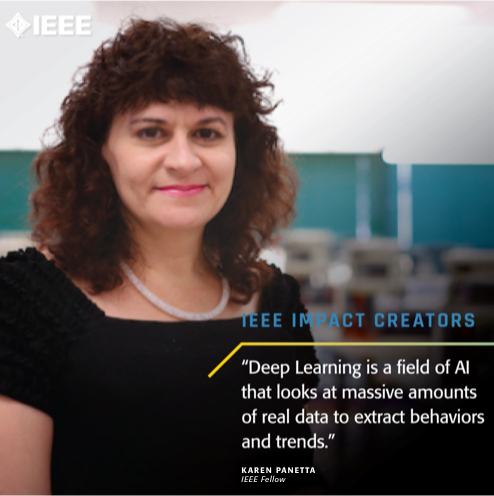 IEEE
IEEE IMPACT CREATORS
“Deep Learning is a field of AI
that looks at massive amounts
of real data to extract behaviors
and trends.”
KAREN PANETTA
IEEE Fellow